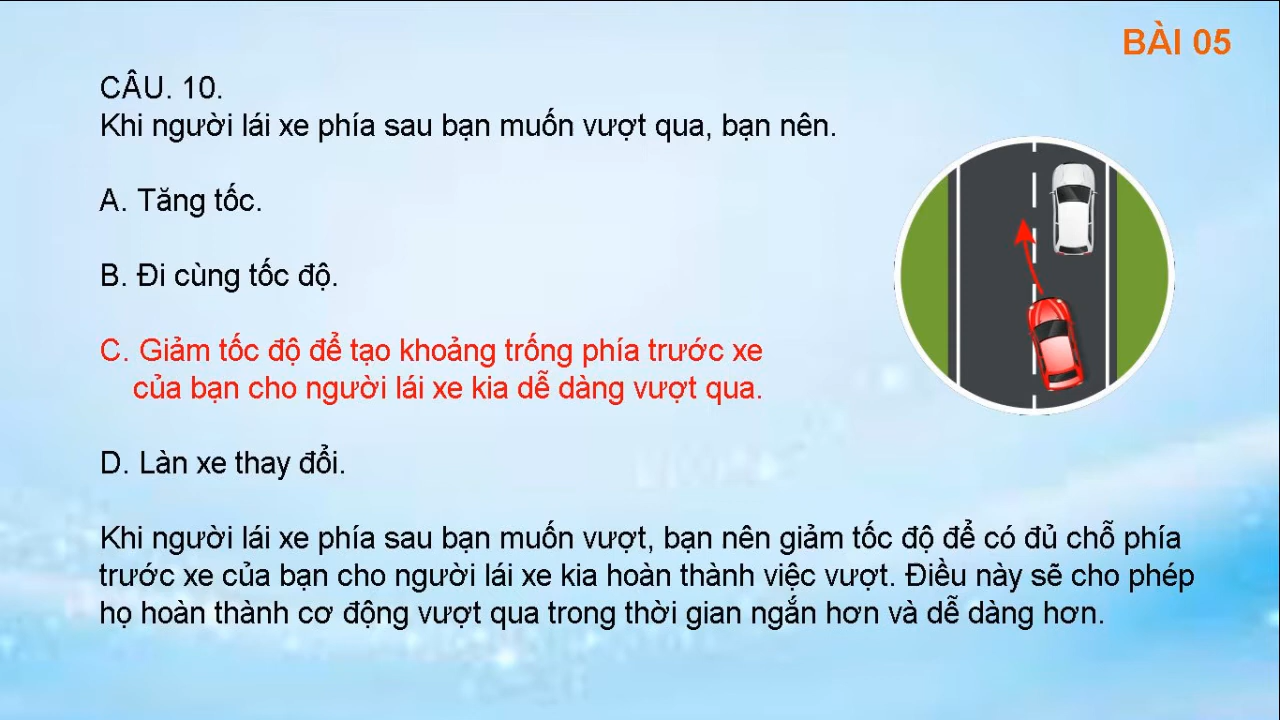 BÀI 05
CÂU. 10.
Khi người lái xe phía sau bạn muốn vượt qua, bạn nên.
A. Tăng tốc.
B. Đi cùng tốc độ.
C. Giảm tốc độ để tạo khoảng trống phía trước xe
của bạn cho người lái xe kia dễ dàng vượt qua.
D. Làn xe thay đổi.
Khi người lái xe phía sau bạn muốn vượt, bạn nên giảm tốc độ để có đủ chỗ phía
trước xe của bạn cho người lái xe kia hoàn thành việc vượt. Điều này sẽ cho phép
họ hoàn thành cơ động vượt qua trong thời gian ngắn hơn và dễ dàng hơn.